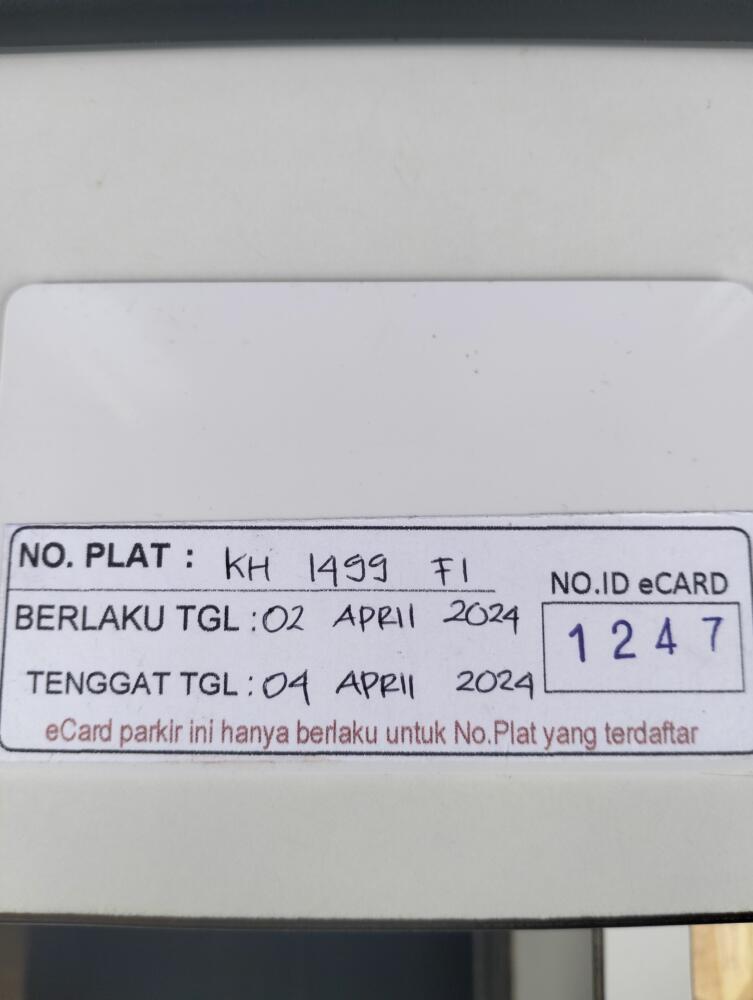 NO. PLAT : KH 1499 FI
NO.ID eCARD
BERLAKU TGL : 02 APRIl 2024
1247
TENGGAT TGL : 04 APRIl 2024
eCard parkir ini hanya berlaku untuk No.Plat yang terdaftar